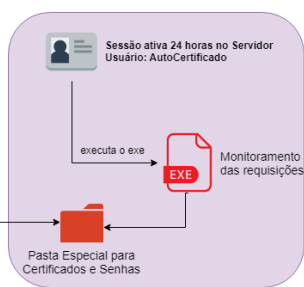 Sessão ativa 24 horas no Servidor
Usuário: AutoCertificado
executa o exe
EXE
Monitoramento
das requisições
Pasta Especial para
Certificados e Senhas